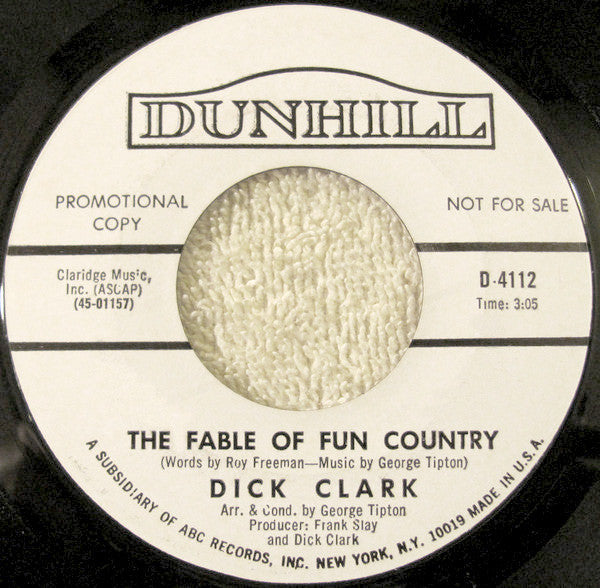 DUNHILL
PROMOTIONAL
COPY
NOT FOR SALE
Claridge Music,
Inc. (ASCAP)
(45-01157)
D-4112
Time: 3:05
THE FABLE OF FUN COUNTRY
(Words by Roy Freeman—Music by George Tipton)
DICK CLARK
Arr. & Cond. by George Tipton
Producer: Frank Slay
and Dick Clark
A SUBSIDIARY OF ABC RECORDS, INC. NEW YORK, N.Y. 10019 MADE IN U.S.A.